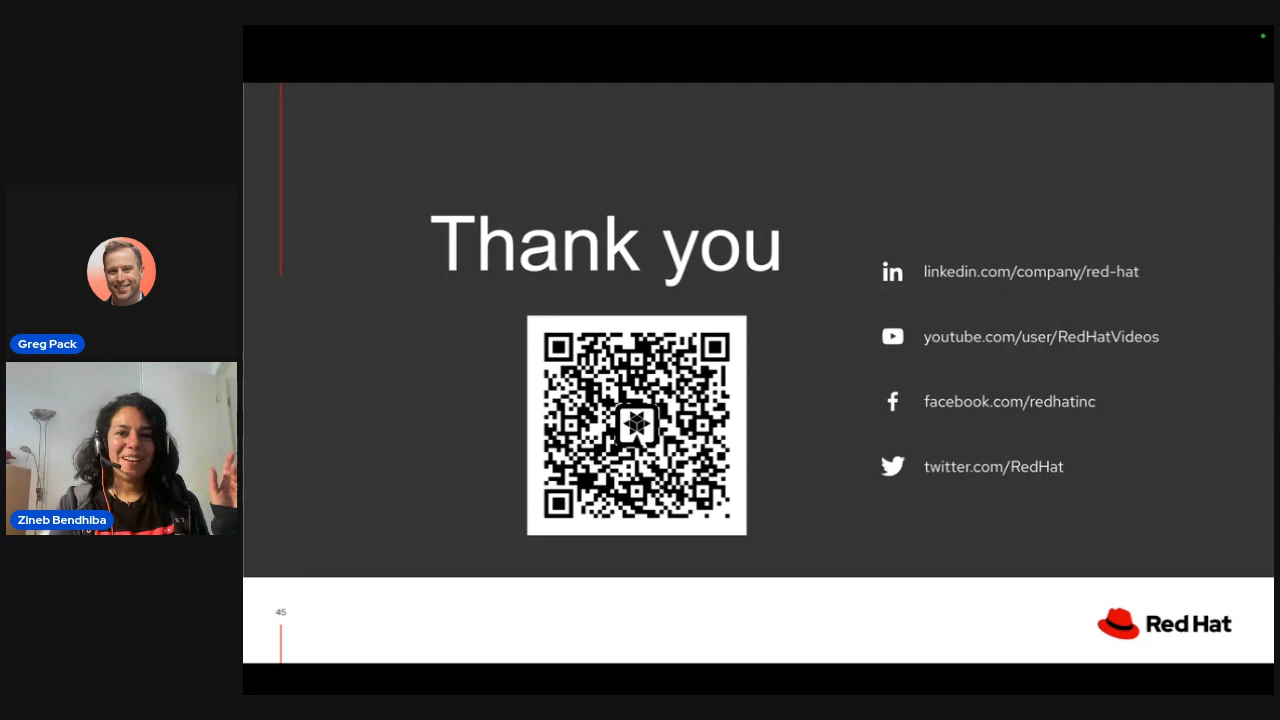 Greg Pack
Zineb Bendhiba
Thank you
linkedin.com/company/red-hat
youtube.com/user/RedHatVideos
facebook.com/redhatinc
twitter.com/RedHat
45
Red Hat